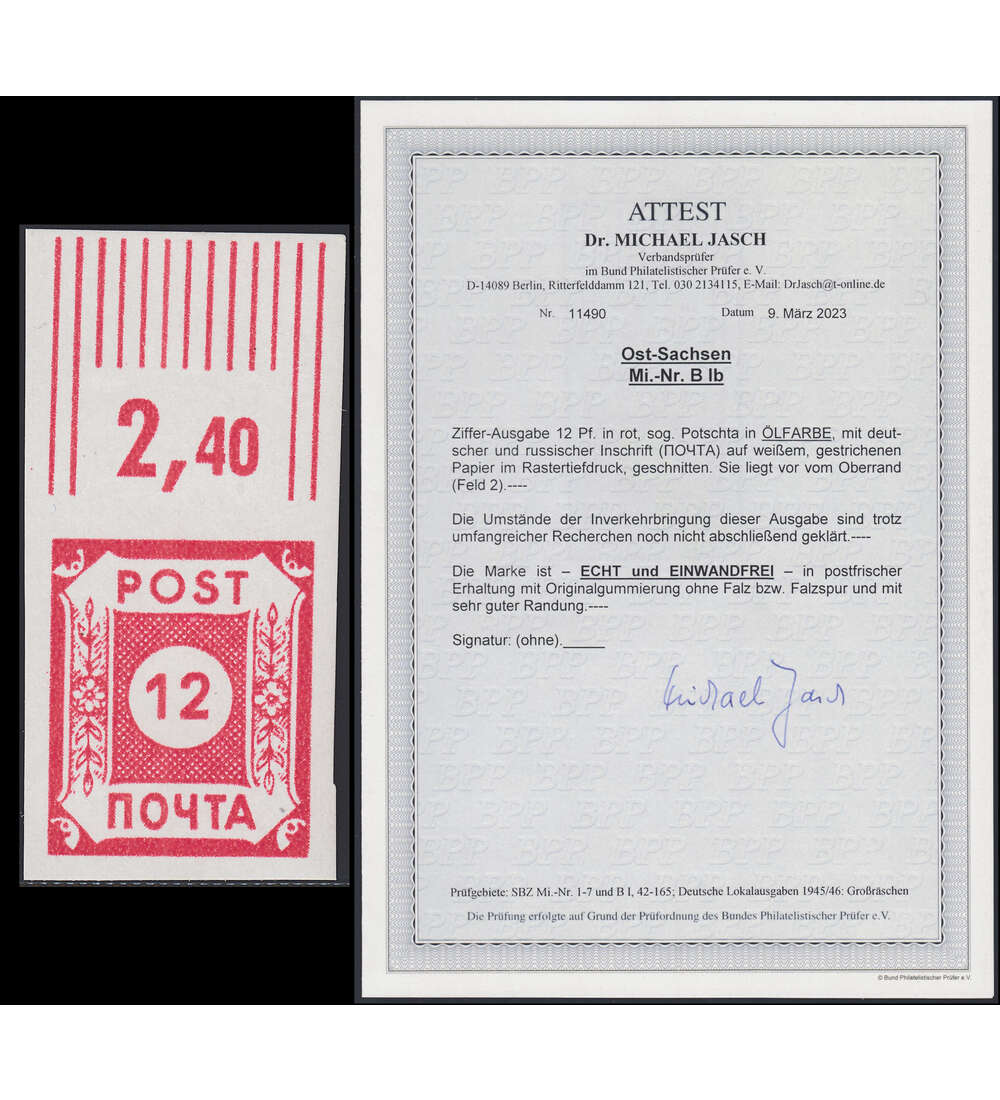 2,40
POST
12
ПОЧТА
ATTEST
Dr. MICHAEL JASCH
Verbandsprüfer
im Bund Philatelistischer Prüfer e. V.
D-14089 Berlin, Ritterfelddamm 121, Tel. 030 2134115, E-Mail: DrJasch@t-online.de
Nr. 11490 Datum 9. März 2023
Ost-Sachsen
Mi.-Nr. B Ib
Ziffer-Ausgabe 12 Pf. in rot, sog. Potschta in ÖLFARBE, mit deut-
scher und russischer Inschrift (ПОЧТА) auf weißem, gestrichenen
Papier im Rastertiefdruck, geschnitten. Sie liegt vor vom Oberrand
(Feld 2).----
Die Umstände der Inverkehrbringung dieser Ausgabe sind trotz
umfangreicher Recherchen noch nicht abschließend geklärt.----
Die Marke ist – ECHT und EINWANDFREI – in postfrischer
Erhaltung mit Originalgummierung ohne Falz bzw. Falzspur und mit
sehr guter Randung.----
Signatur: (ohne).
Michael Jasch
Prüfgebiete: SBZ Mi.-Nr. 1-7 und B I, 42-165; Deutsche Lokalausgaben 1945/46: Großräschen
Die Prüfung erfolgte auf Grund der Prüfordnung des Bundes Philatelistischer Prüfer e.V.
© Bund Philatelistischer Prüfer e.V.